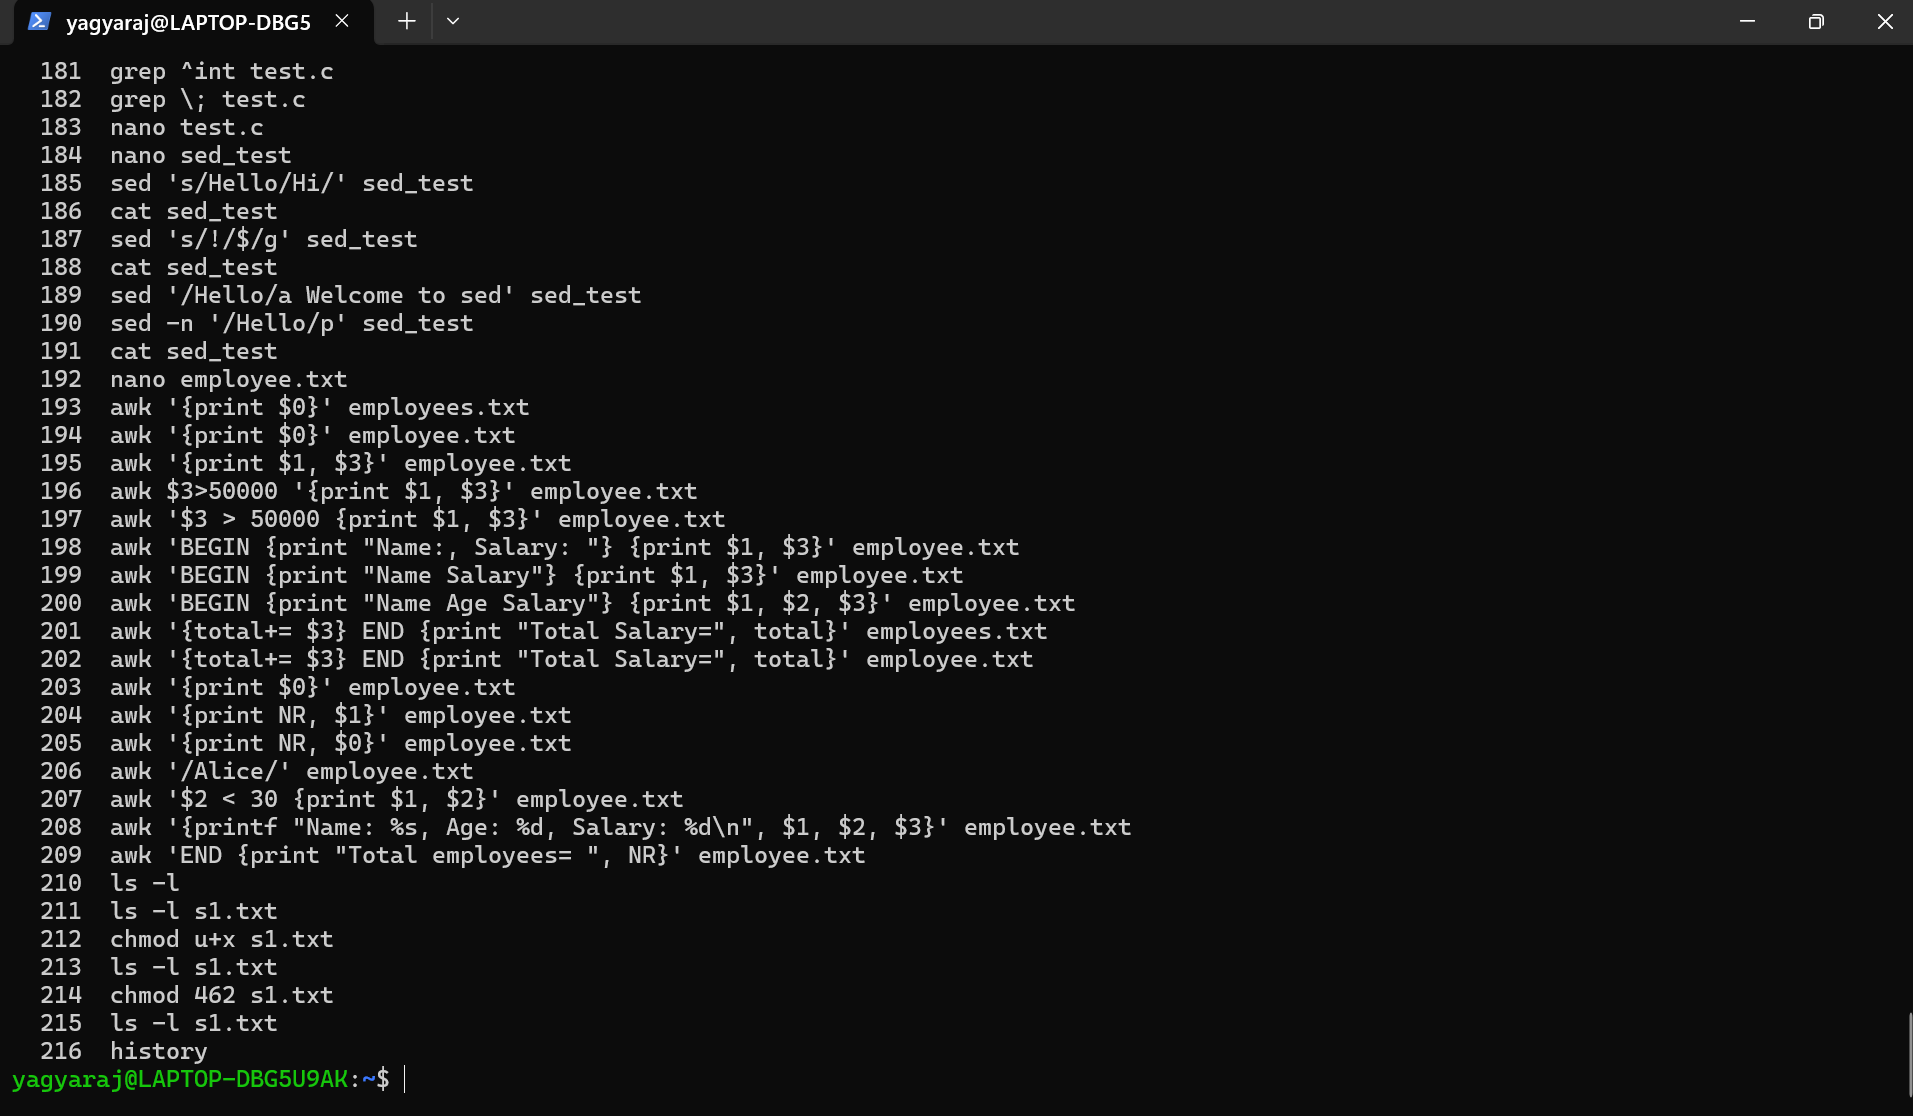 yagyaraj@LAPTOP-DBG5
181  grep ^int test.c
182  grep \; test.c
183  nano test.c
184  nano sed_test
185  sed 's/Hello/Hi/' sed_test
186  cat sed_test
187  sed 's/!/$/g' sed_test
188  cat sed_test
189  sed '/Hello/a Welcome to sed' sed_test
190  sed -n '/Hello/p' sed_test
191  cat sed_test
192  nano employee.txt
193  awk '{print $0}' employees.txt
194  awk '{print $0}' employee.txt
195  awk '{print $1, $3}' employee.txt
196  awk $3>50000 '{print $1, $3}' employee.txt
197  awk '$3 > 50000 {print $1, $3}' employee.txt
198  awk 'BEGIN {print "Name:, Salary: "} {print $1, $3}' employee.txt
199  awk 'BEGIN {print "Name Salary"} {print $1, $3}' employee.txt
200  awk 'BEGIN {print "Name Age Salary"} {print $1, $2, $3}' employee.txt
201  awk '{total+= $3} END {print "Total Salary=", total}' employees.txt
202  awk '{total+= $3} END {print "Total Salary=", total}' employee.txt
203  awk '{print $0}' employee.txt
204  awk '{print NR, $1}' employee.txt
205  awk '{print NR, $0}' employee.txt
206  awk '/Alice/' employee.txt
207  awk '$2 < 30 {print $1, $2}' employee.txt
208  awk '{printf "Name: %s, Age: %d, Salary: %d\n", $1, $2, $3}' employee.txt
209  awk 'END {print "Total employees= ", NR}' employee.txt
210  ls -l
211  ls -l s1.txt
212  chmod u+x s1.txt
213  ls -l s1.txt
214  chmod 462 s1.txt
215  ls -l s1.txt
216  history
yagyaraj@LAPTOP-DBG5U9AK:~$